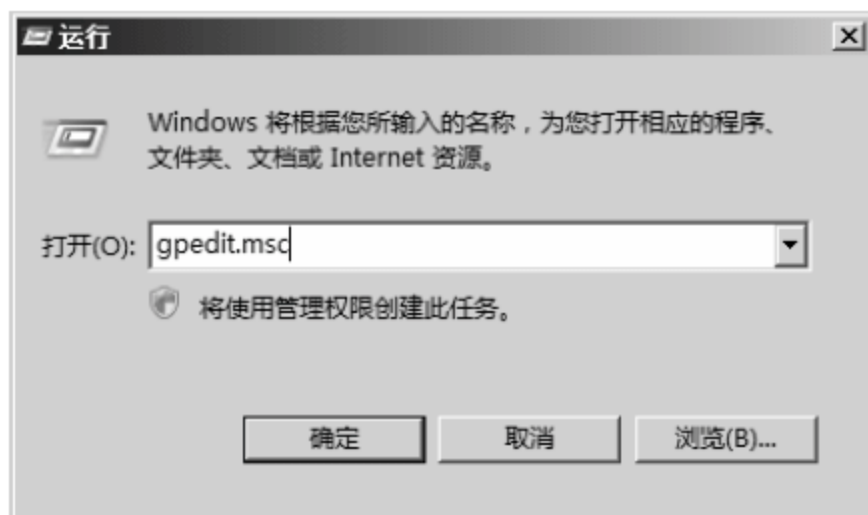 运行
Windows 将根据您所输入的名称，为您打开相应的程序、
文件夹、文档或 Internet 资源。
打开(O): gpedit.msc
将使用管理权限创建此任务。
确定 取消 浏览(B)...